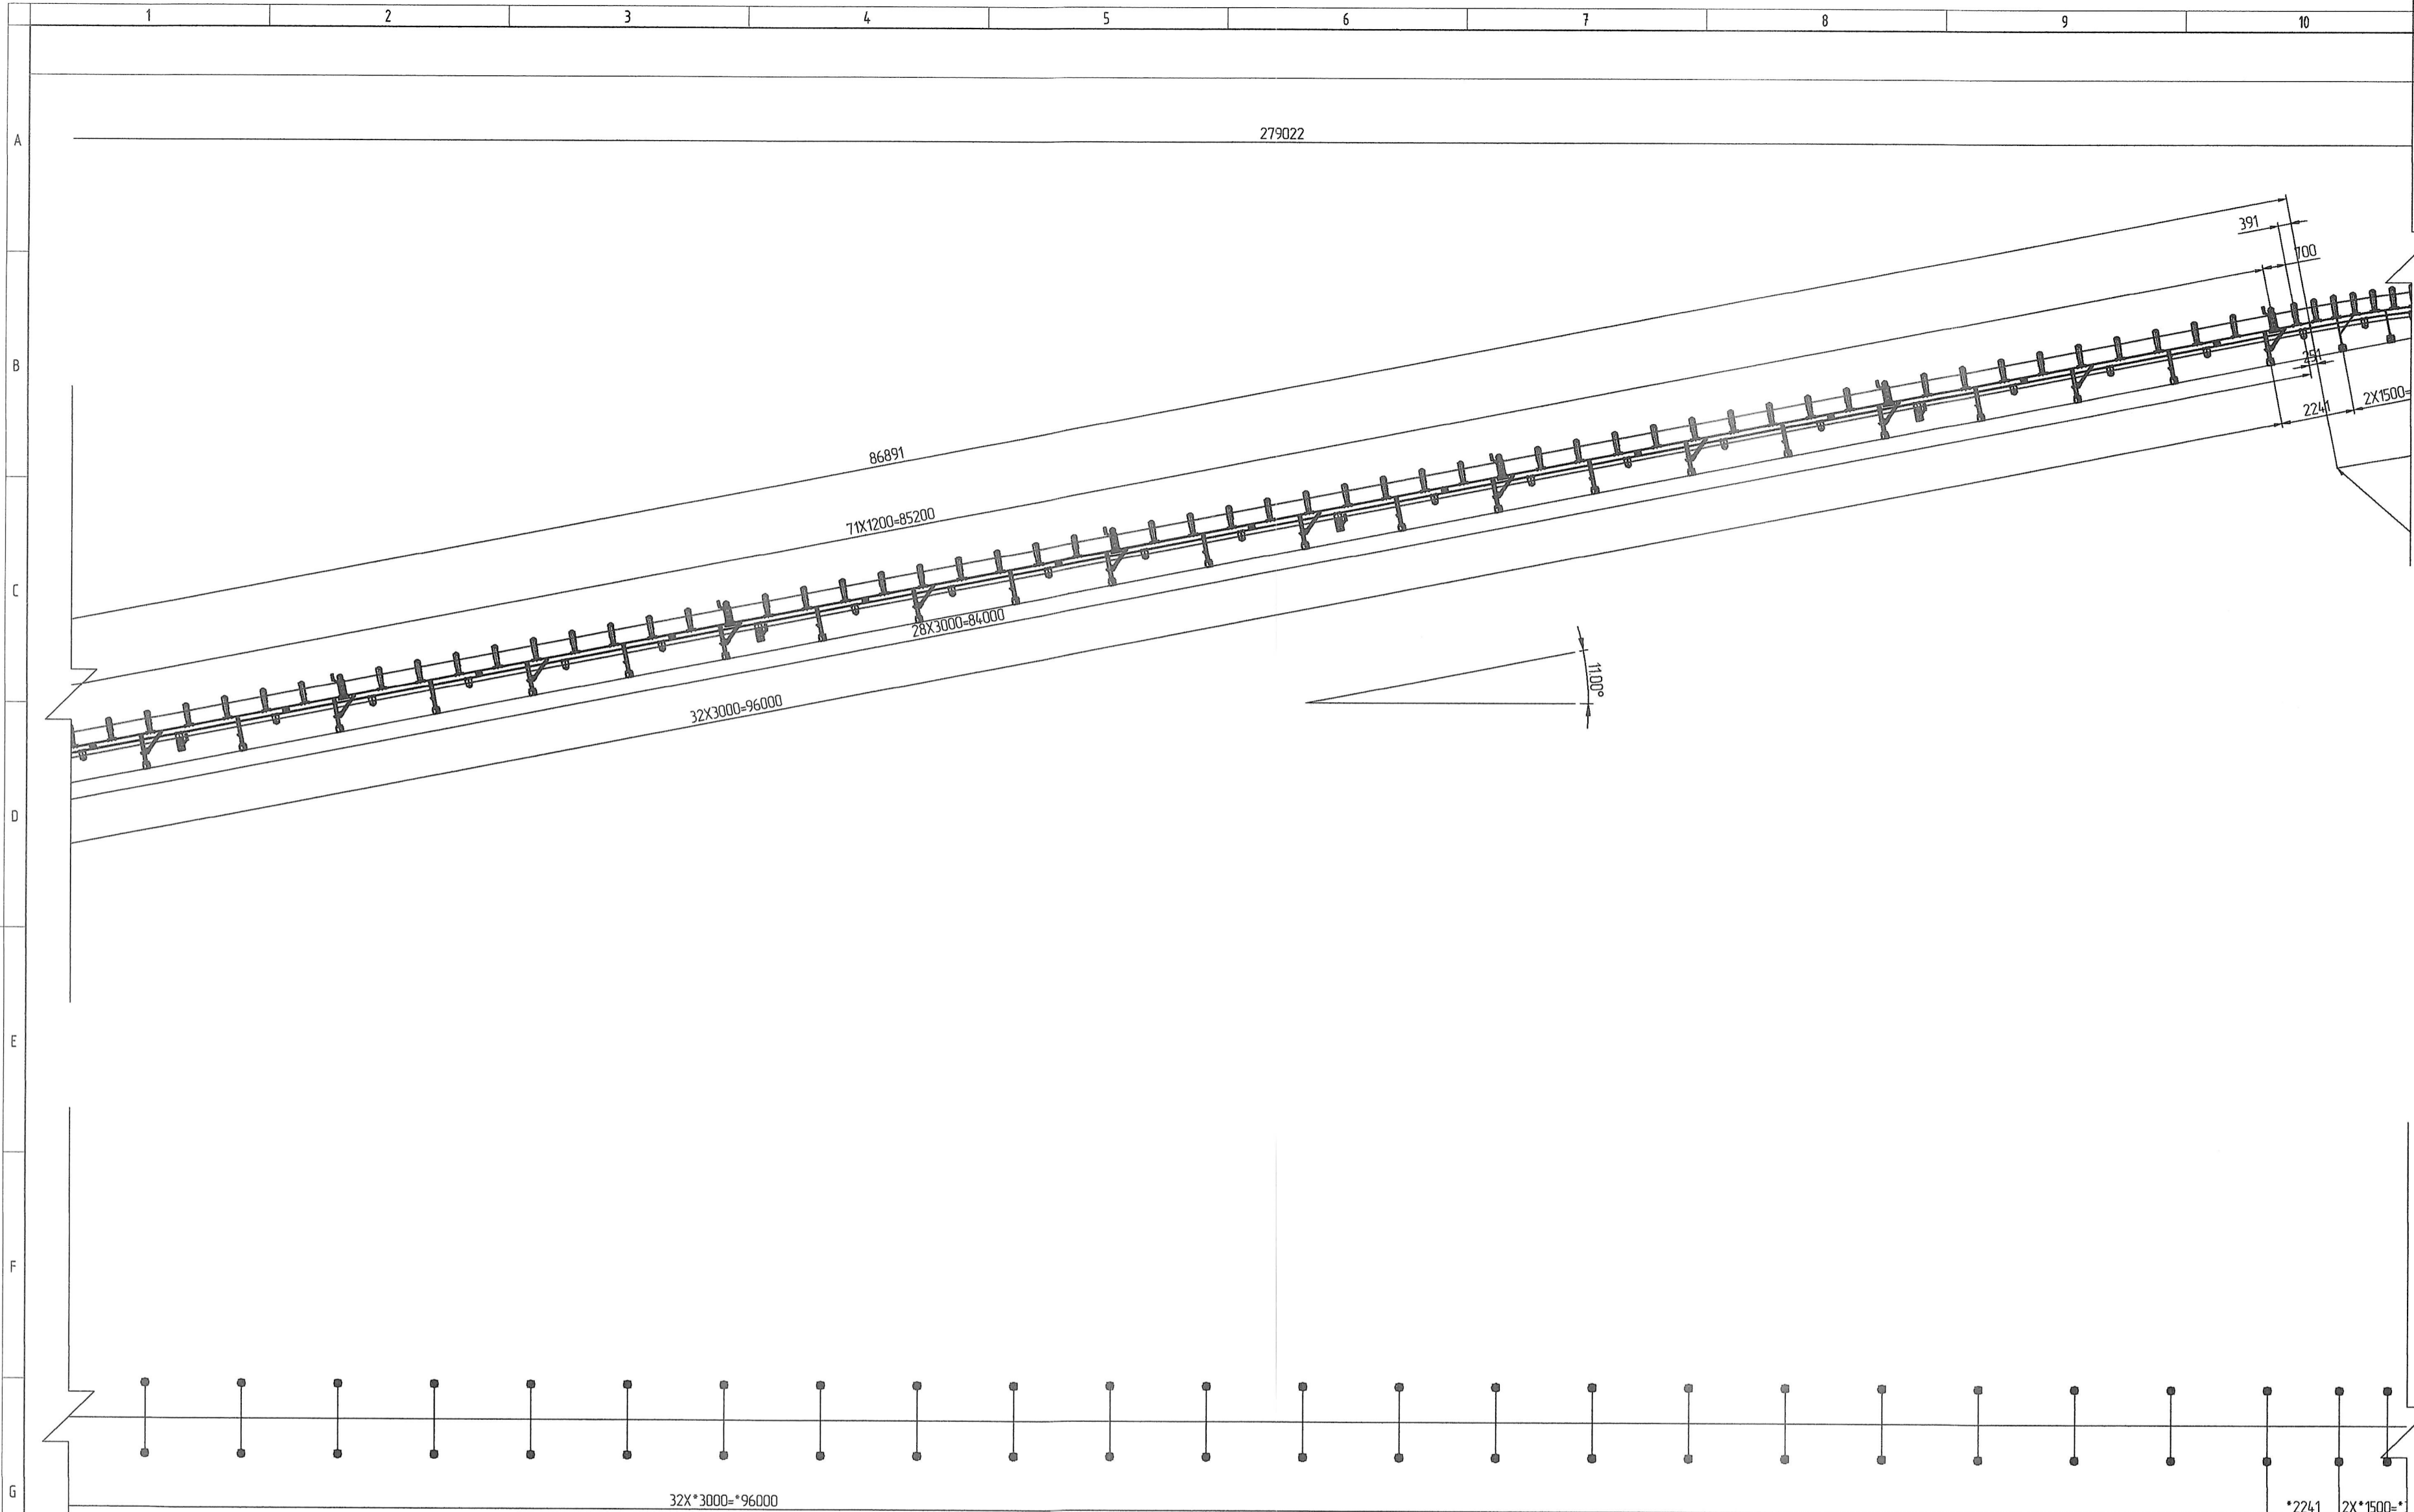 1 2 3 4 5 6 7 8 9 10
A
279022
391
700
B
251
2241 2X1500=
86891
71X1200=85200
C
28X3000=84000
11.00°
32X3000=96000
D
E
F
G
32X*3000=*96000
*2241 2X*1500=*